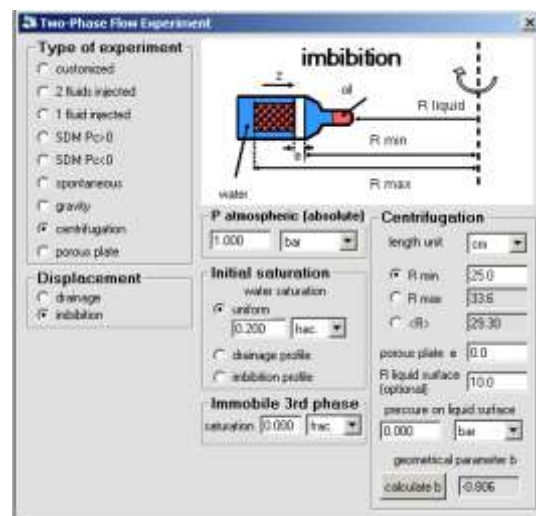 Two-Phase Flow Experiment
Type of experiment
customized
2 fluids injected
1 fluid injected
SDM Pc>0
SDM Pc<0
spontaneous
gravity
centrifugation
porous plate
Displacement
drainage
imbibition
imbibition
z
oil
R liquid
e
R min
water
R max
P atmospheric (absolute)
1.000 bar
Initial saturation
water saturation
uniform
0.200 frac.
drainage profile
imbibition profile
Immobile 3rd phase
saturation 0.000 frac
Centrifugation
length unit cm
R min 25.0
R max 33.6
<R> 29.30
porous plate e 0.0
R liquid surface 10.0
(optional)
pressure on liquid surface
0.000 bar
geometrical parameter b
calculate b -0.806